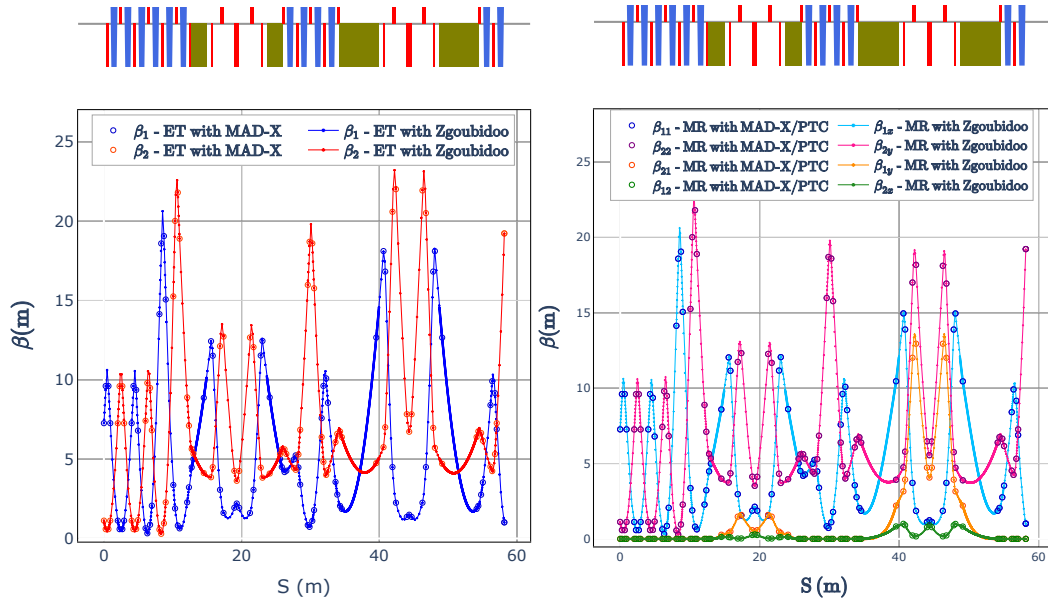 β₁ - ET with MAD-X
β₂ - ET with MAD-X
β₁ - ET with Zgoubidoo
β₂ - ET with Zgoubidoo
25
20
15
10
5
0
β(m)
0
20
40
60
S (m)
β₁₁ - MR with MAD-X/PTC
β₂₂ - MR with MAD-X/PTC
β₂₁ - MR with MAD-X/PTC
β₁₂ - MR with MAD-X/PTC
β₁ₓ - MR with Zgoubidoo
β₂y - MR with Zgoubidoo
β₁y - MR with Zgoubidoo
β₂ₓ - MR with Zgoubidoo
25
20
15
10
5
0
β(m)
0
20
40
60
S (m)